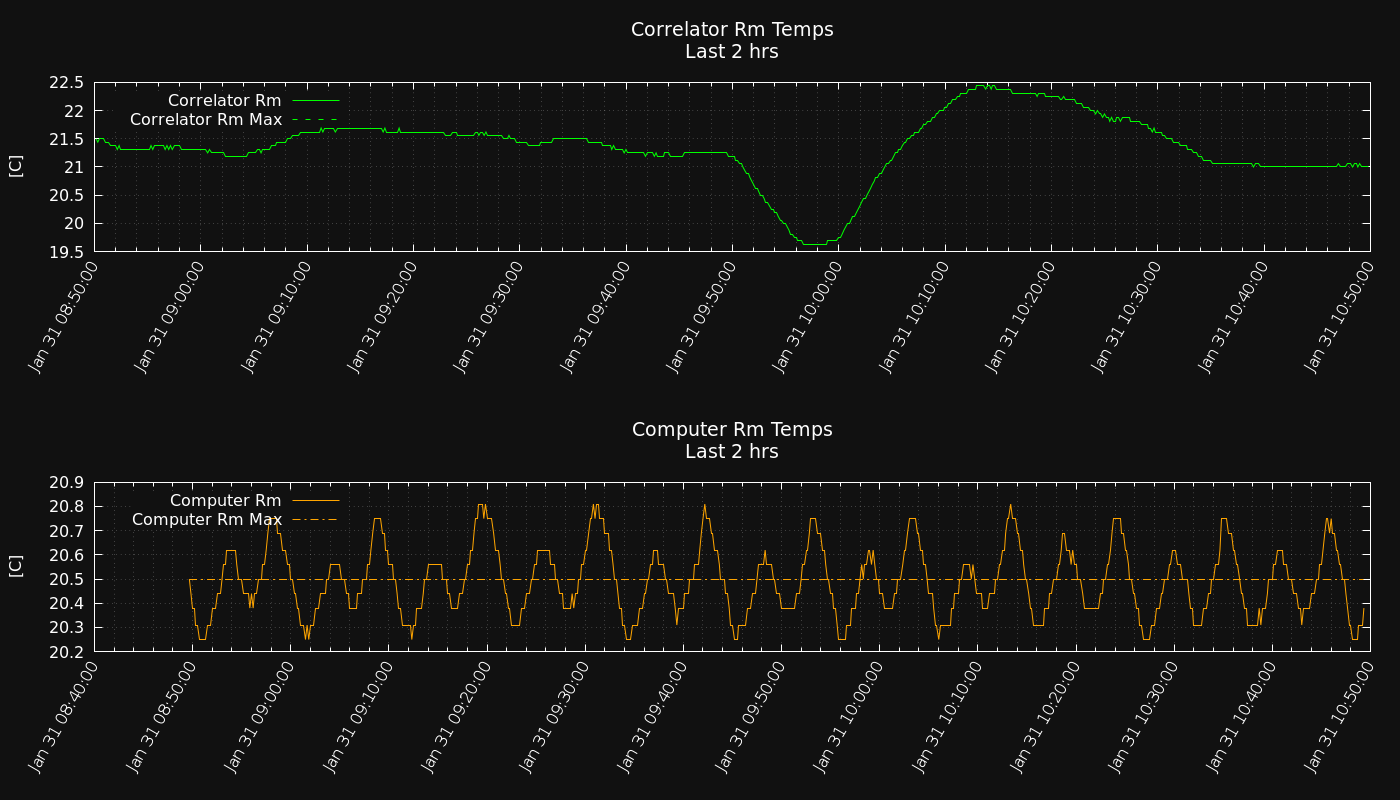 Correlator Rm Temps
Last 2 hrs
Correlator Rm
Correlator Rm Max
[C]
22.5
22
21.5
21
20.5
20
19.5
Jan 31 08:50:00
Jan 31 09:00:00
Jan 31 09:10:00
Jan 31 09:20:00
Jan 31 09:30:00
Jan 31 09:40:00
Jan 31 09:50:00
Jan 31 10:00:00
Jan 31 10:10:00
Jan 31 10:20:00
Jan 31 10:30:00
Jan 31 10:40:00
Jan 31 10:50:00
Computer Rm Temps
Last 2 hrs
Computer Rm
Computer Rm Max
[C]
20.9
20.8
20.7
20.6
20.5
20.4
20.3
20.2
Jan 31 08:40:00
Jan 31 08:50:00
Jan 31 09:00:00
Jan 31 09:10:00
Jan 31 09:20:00
Jan 31 09:30:00
Jan 31 09:40:00
Jan 31 09:50:00
Jan 31 10:00:00
Jan 31 10:10:00
Jan 31 10:20:00
Jan 31 10:30:00
Jan 31 10:40:00
Jan 31 10:50:00